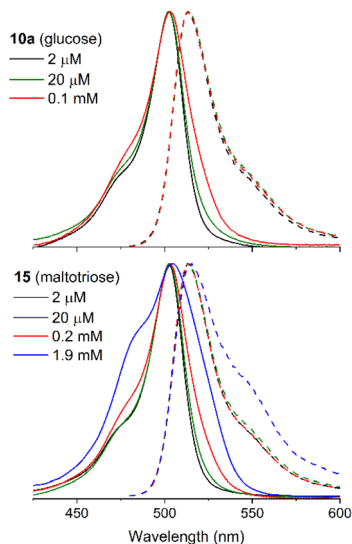 10a (glucose)
2 μM
20 μM
0.1 mM
15 (maltotriose)
2 μM
20 μM
0.2 mM
1.9 mM
450 500 550 600
Wavelength (nm)